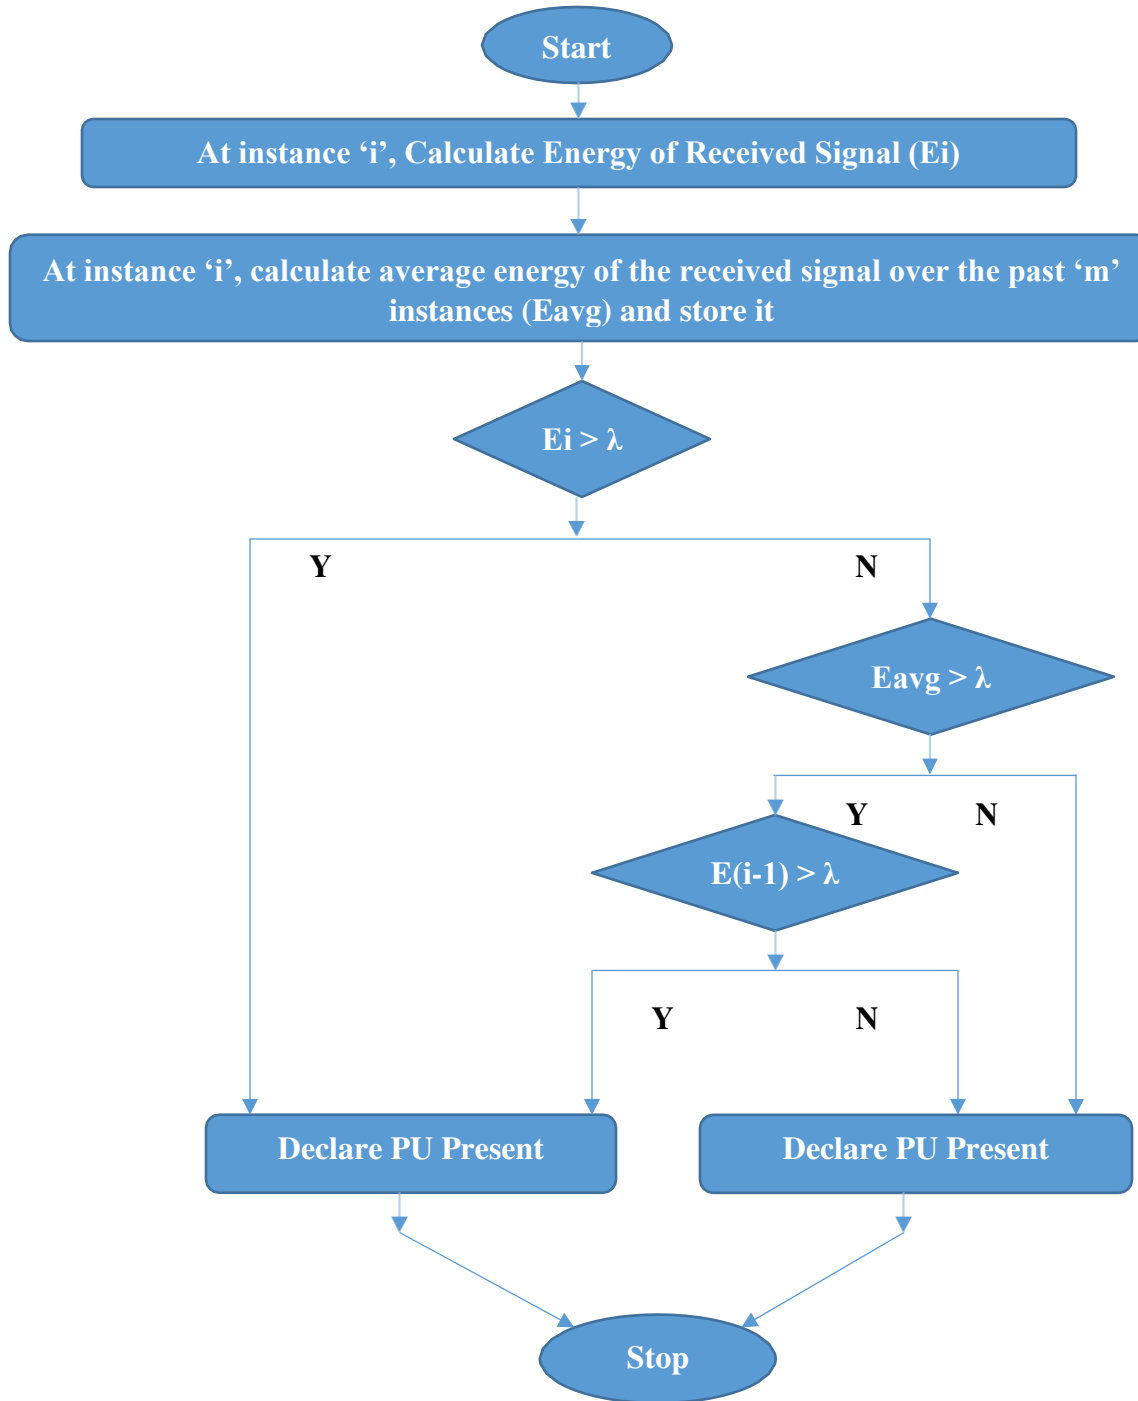 Start
At instance ‘i’, Calculate Energy of Received Signal (Ei)
At instance ‘i’, calculate average energy of the received signal over the past ‘m’
instances (Eavg) and store it
Ei > λ
Y
N
Eavg > λ
Y
N
E(i-1) > λ
Y
N
Declare PU Present
Declare PU Present
Stop